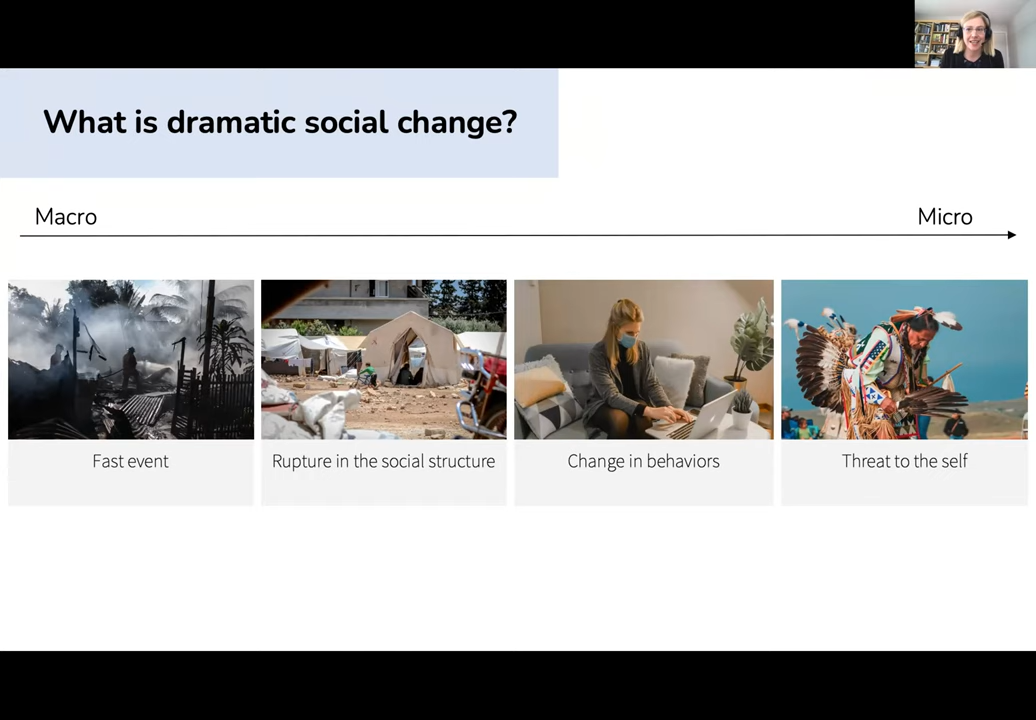 What is dramatic social change?
Macro
Micro
Fast event
Rupture in the social structure
Change in behaviors
Threat to the self